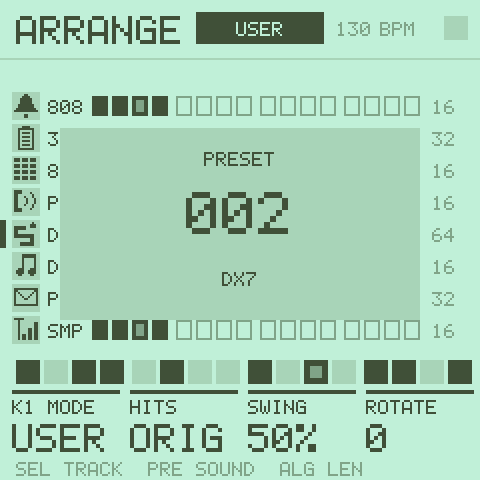 ARRANGE USER 130 BPM
808 16
3 32
8 16
P 16
D 64
D 16
P 32
SMP 16
PRESET
002
DX7
K1 MODE HITS SWING ROTATE
USER ORIG 50% 0
SEL TRACK PRE SOUND ALG LEN